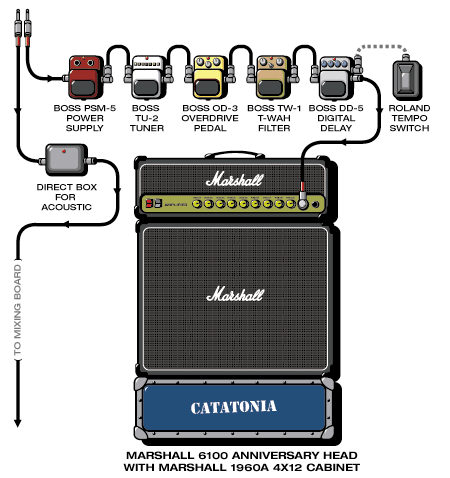 BOSS PSM-5
POWER
SUPPLY
BOSS
TU-2
TUNER
BOSS OD-3
OVERDRIVE
PEDAL
BOSS TW-1
T-WAH
FILTER
BOSS DD-5
DIGITAL
DELAY
ROLAND
TEMPO
SWITCH
DIRECT BOX
FOR
ACOUSTIC
TO MIXING BOARD
Marshall
Marshall
CATATONIA
MARSHALL 6100 ANNIVERSARY HEAD
WITH MARSHALL 1960A 4X12 CABINET